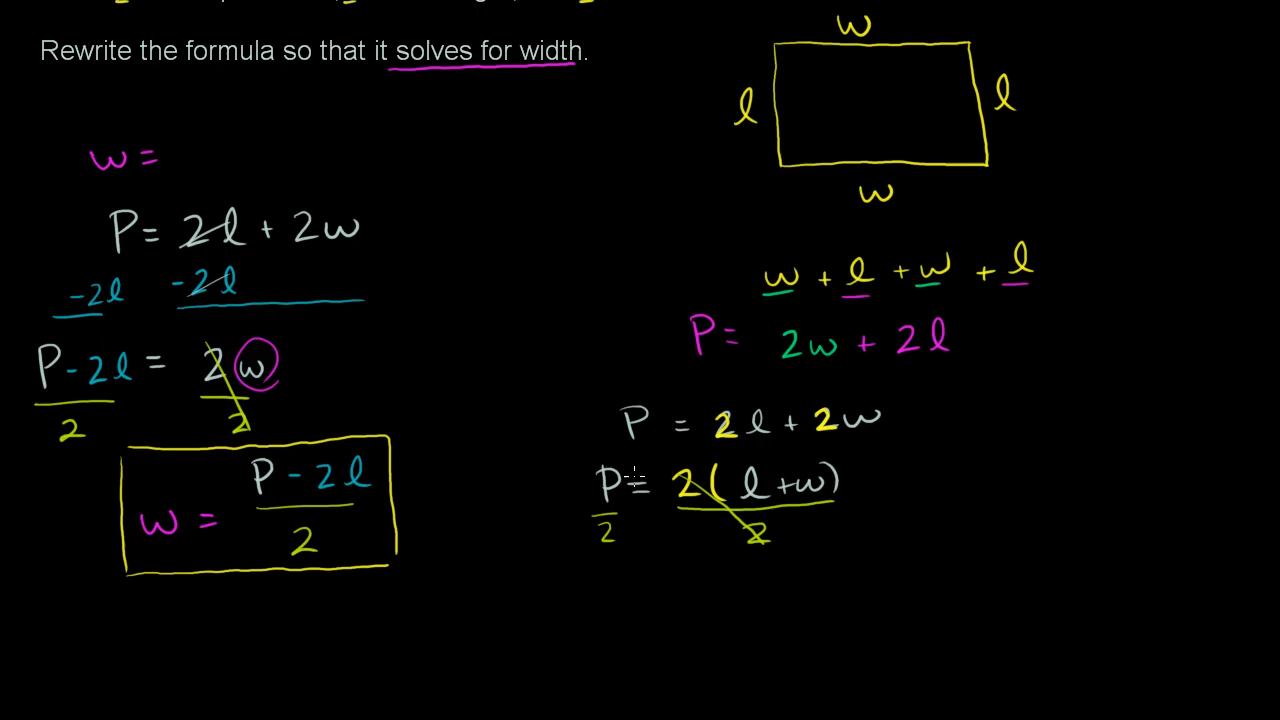 Rewrite the formula so that it solves for width.
w =
P = 2l + 2w
-2l -2l
P - 2l = 2w
2 2
w = P - 2l
2
w
l l
w
w + l + w + l
P = 2w + 2l
P = 2l + 2w
P = 2(l + w)
2 2